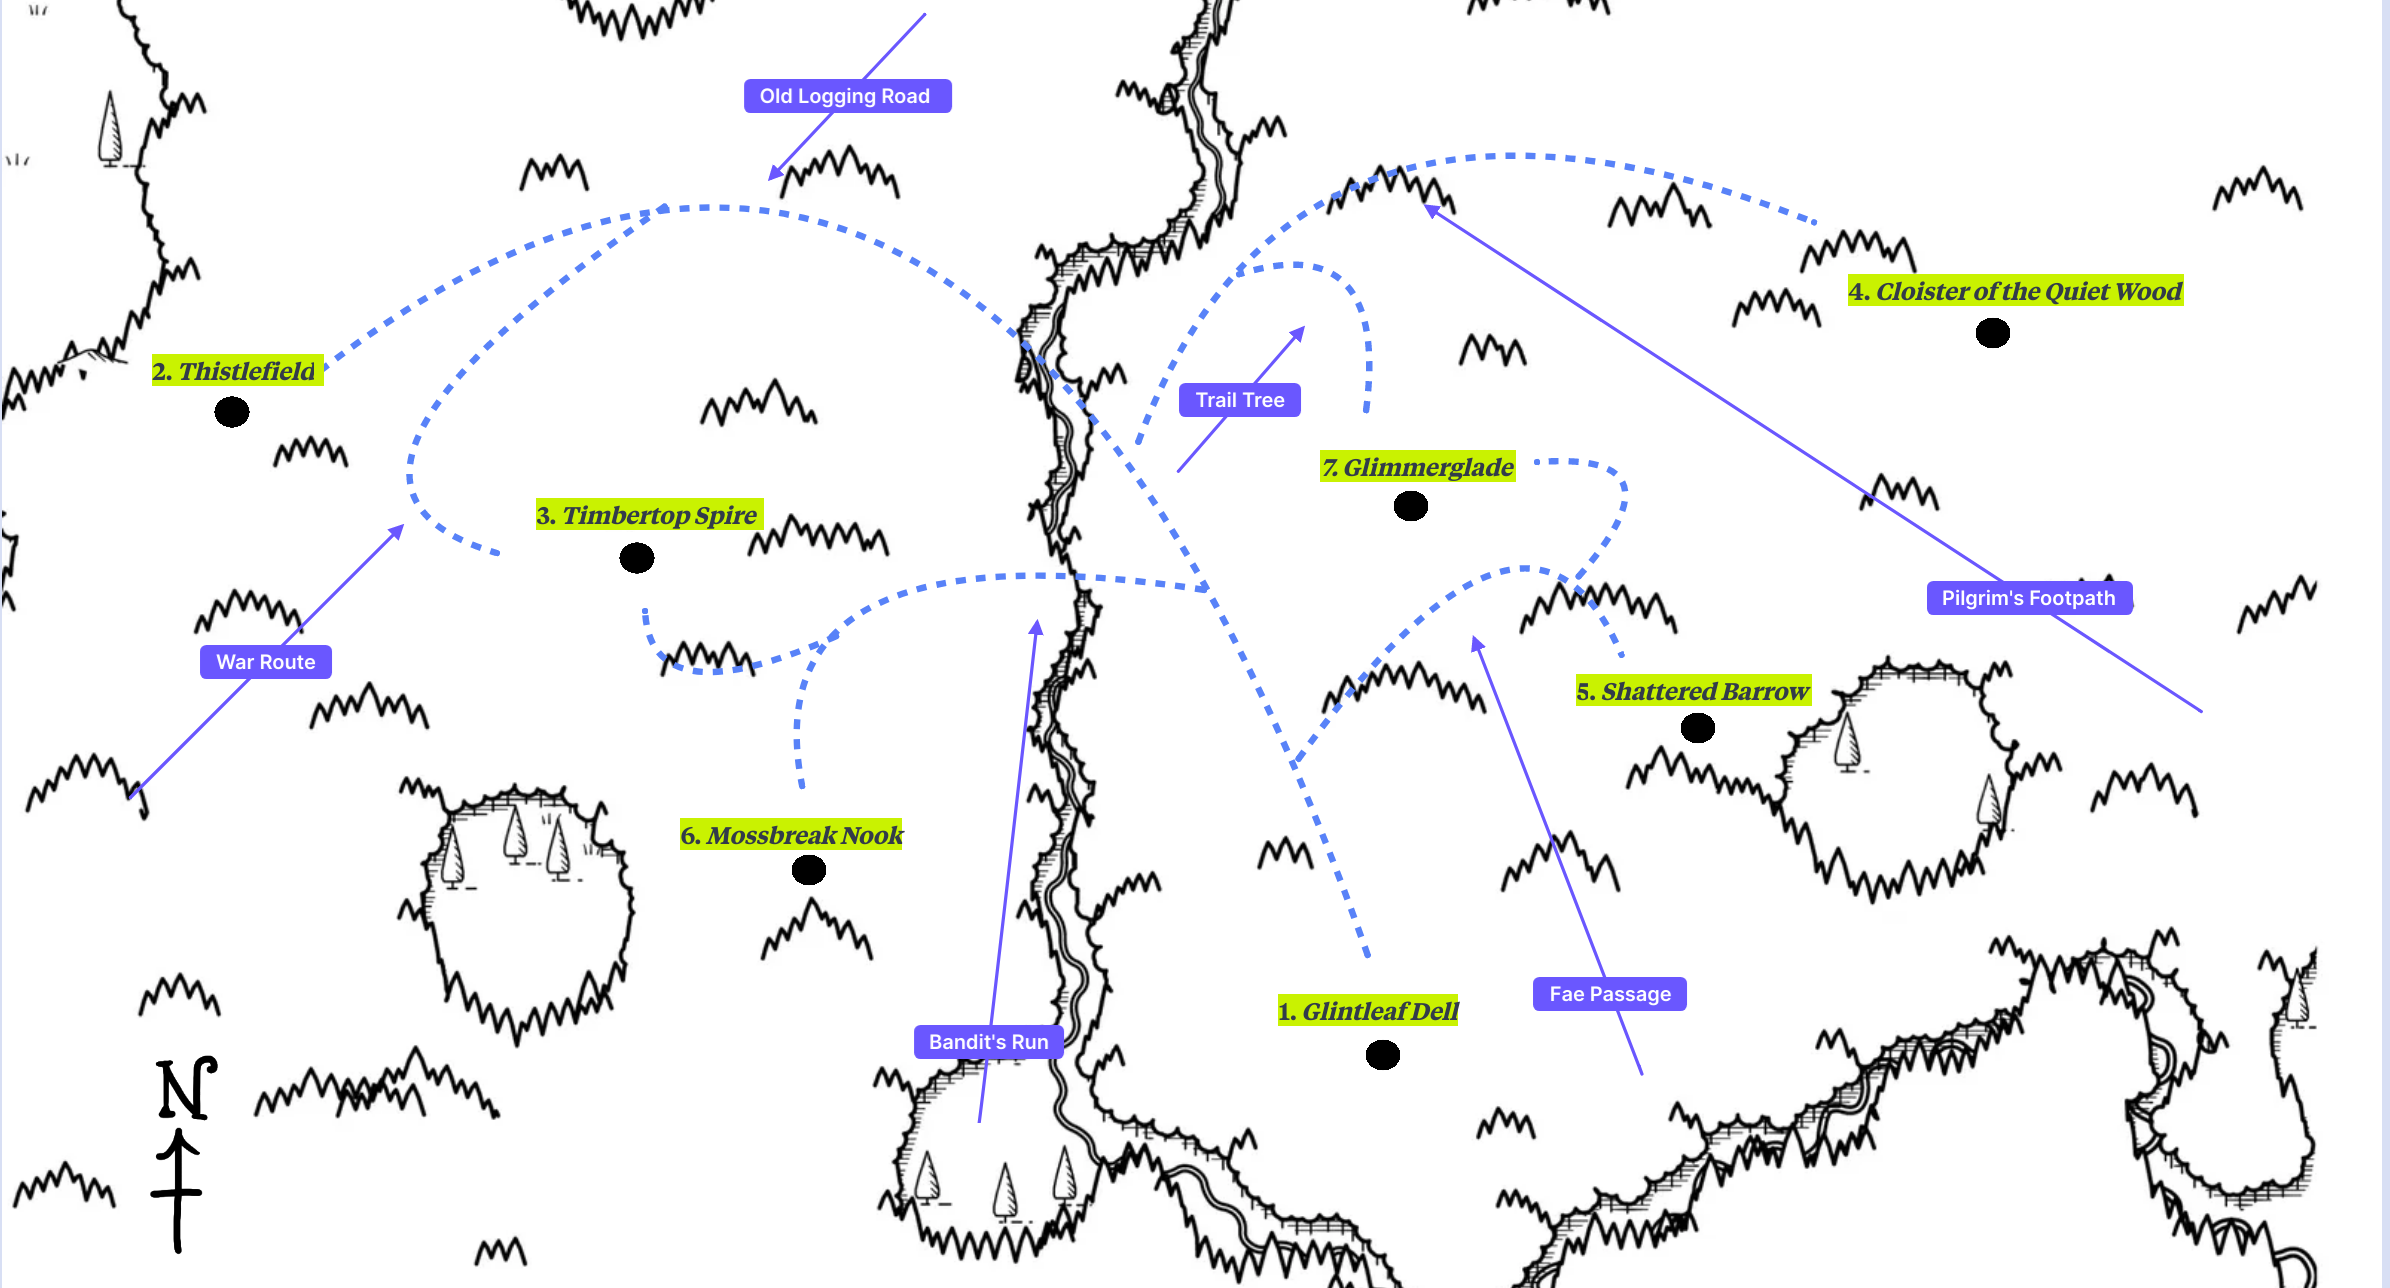 Old Logging Road
4. Cloister of the Quiet Wood
2. Thistlefield
Trail Tree
7. Glimmerglade
3. Timbertop Spire
Pilgrim's Footpath
War Route
5. Shattered Barrow
6. Mossbreak Nook
Fae Passage
1. Glintleaf Dell
Bandit's Run
N